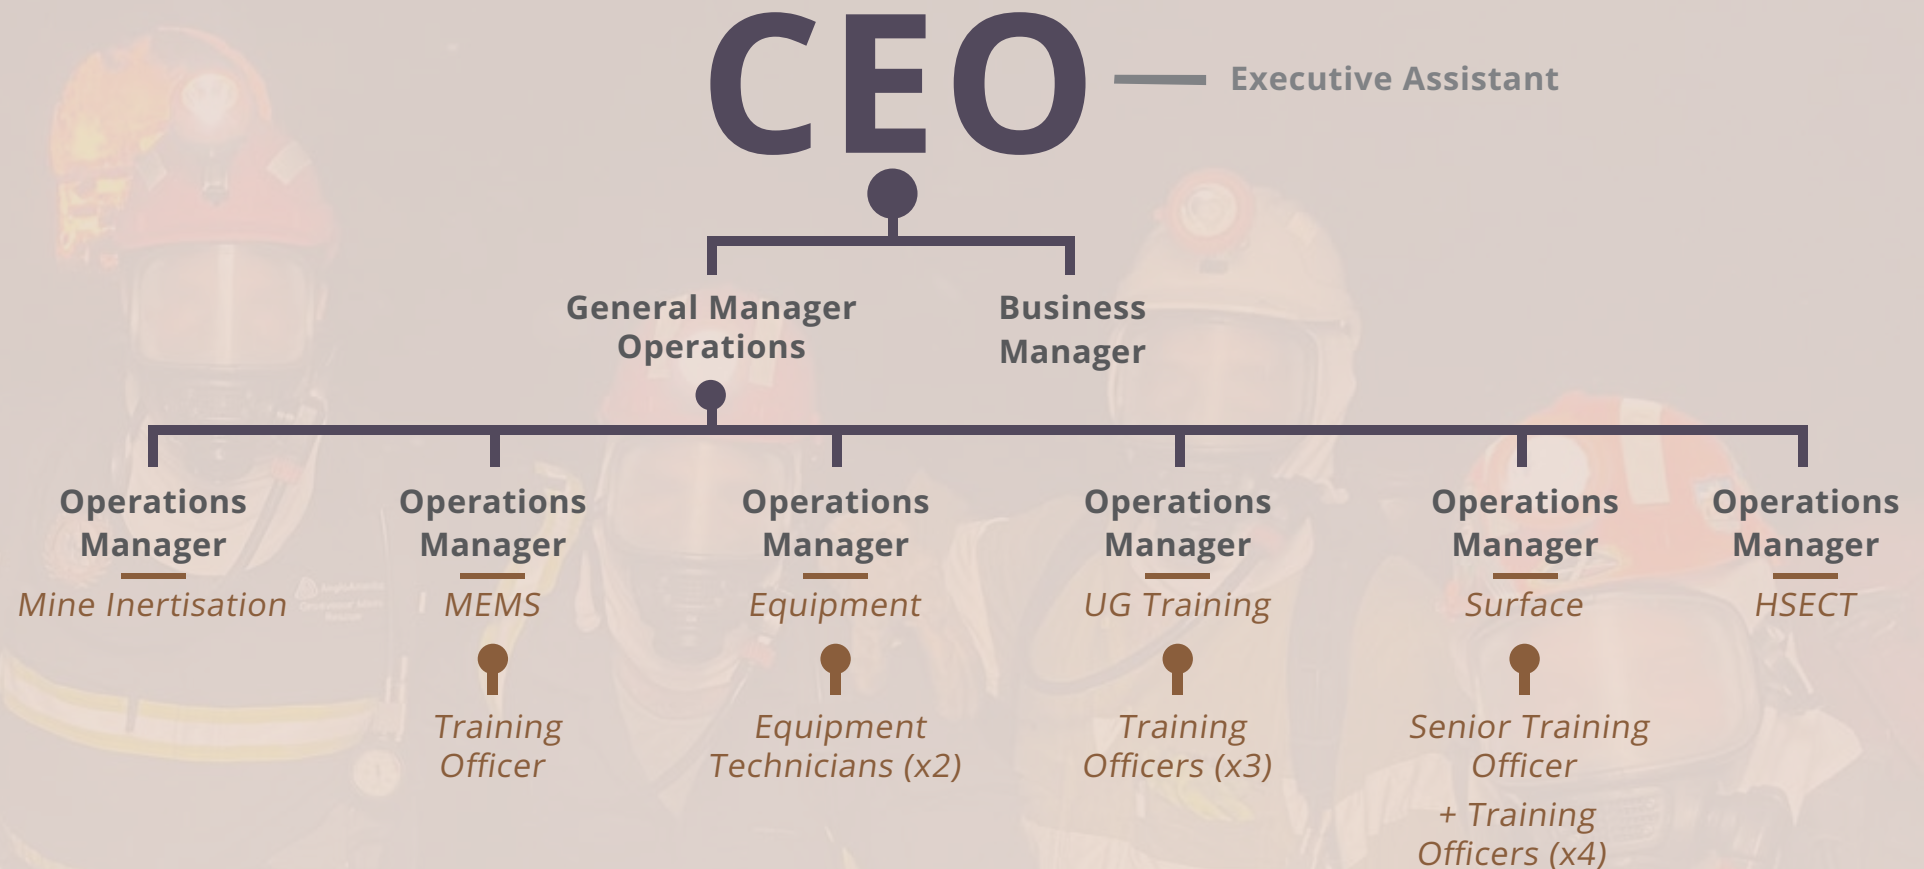 CEO
Executive Assistant
General Manager
Operations
Business
Manager
Operations
Manager
Mine Inertisation
Operations
Manager
MEMS
Operations
Manager
Equipment
Operations
Manager
UG Training
Operations
Manager
Surface
Operations
Manager
HSECT
Training
Officer
Equipment
Technicians (x2)
Training
Officers (x3)
Senior Training
Officer
+ Training
Officers (x4)